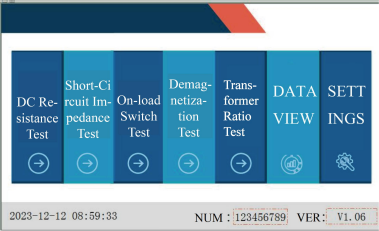 DC Re-
sistance
Test
Short-Ci
rcuit Im-
pedance
Test
On-load
Switch
Test
Demag-
netiza-
tion
Test
Trans-
former
Ratio
Test
DATA
VIEW
SETT
INGS
2023-12-12 08:59:33
NUM : 123456789 VER: V1.06